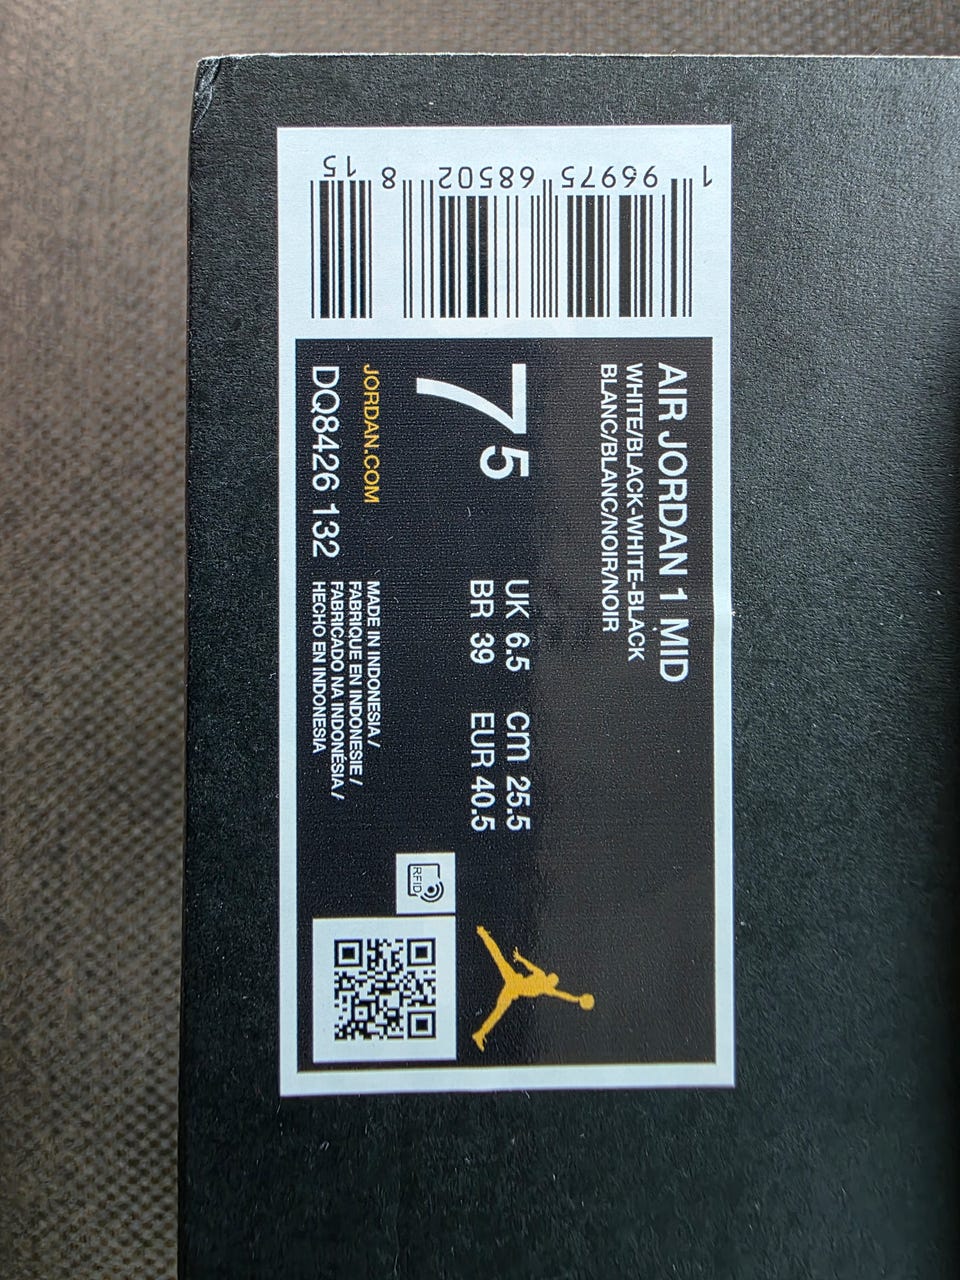 AIR JORDAN 1 MID
WHITE/BLACK-WHITE-BLACK
BLANC/BLANC/NOIR/NOIR
7.5
UK 6.5 cm 25.5
BR 39 EUR 40.5
JORDAN.COM
DQ8426 132
MADE IN INDONESIA /
FABRIQUE EN INDONESIE /
FABRICADO NA INDONÉSIA /
HECHO EN INDONESIA
RFID
1 96975 68502 8 15